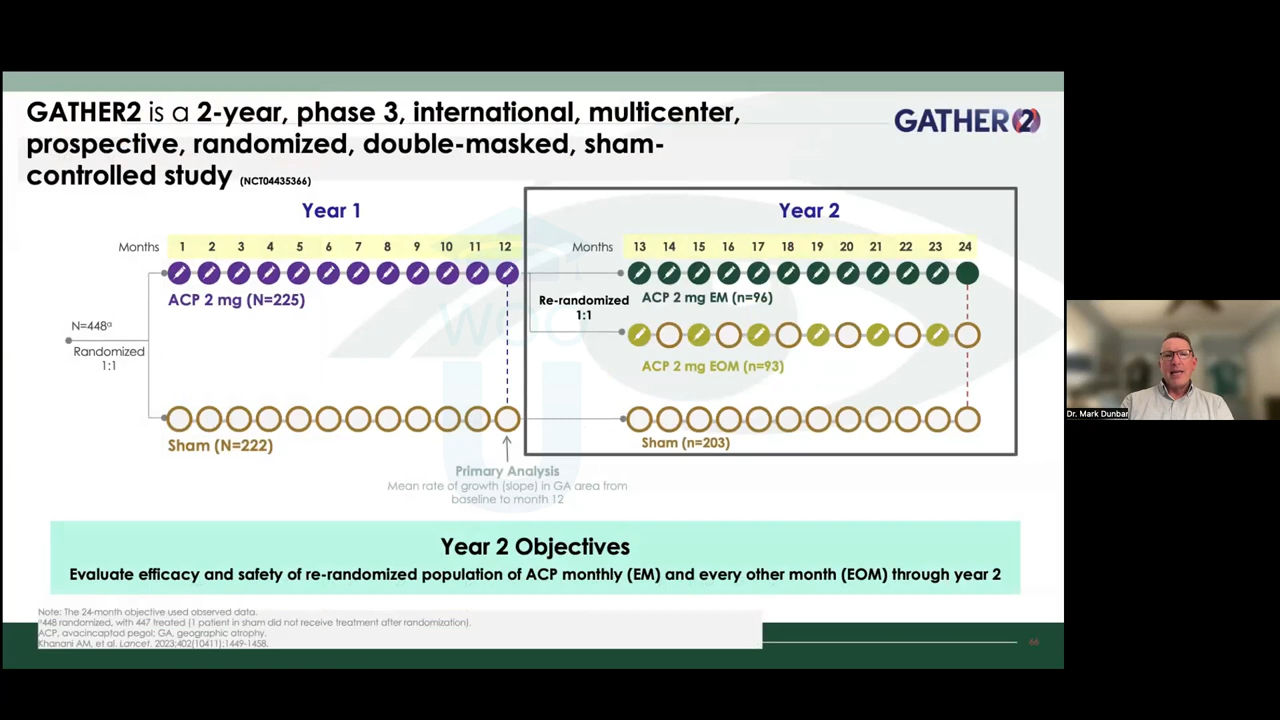 GATHER2 is a 2-year, phase 3, international, multicenter,
prospective, randomized, double-masked, sham-
controlled study (NCT04435366)
GATHER2
Year 1
Year 2
Months 1 2 3 4 5 6 7 8 9 10 11 12
Months 13 14 15 16 17 18 19 20 21 22 23 24
ACP 2 mg (N=225)
ACP 2 mg EM (n=96)
Re-randomized
1:1
N=448a
Randomized
1:1
ACP 2 mg EOM (n=93)
Sham (N=222)
Sham (n=203)
Primary Analysis
Mean rate of growth (slope) in GA area from
baseline to month 12
Year 2 Objectives
Evaluate efficacy and safety of re-randomized population of ACP monthly (EM) and every other month (EOM) through year 2
Note: The 24-month objective used observed data.
a448 randomized, with 447 treated (1 patient in sham did not receive treatment after randomization).
ACP, avacincaptad pegol; GA, geographic atrophy.
Khanani AM, et al. Lancet. 2023;402(10411):1449-1458.
Dr. Mark Dunbar